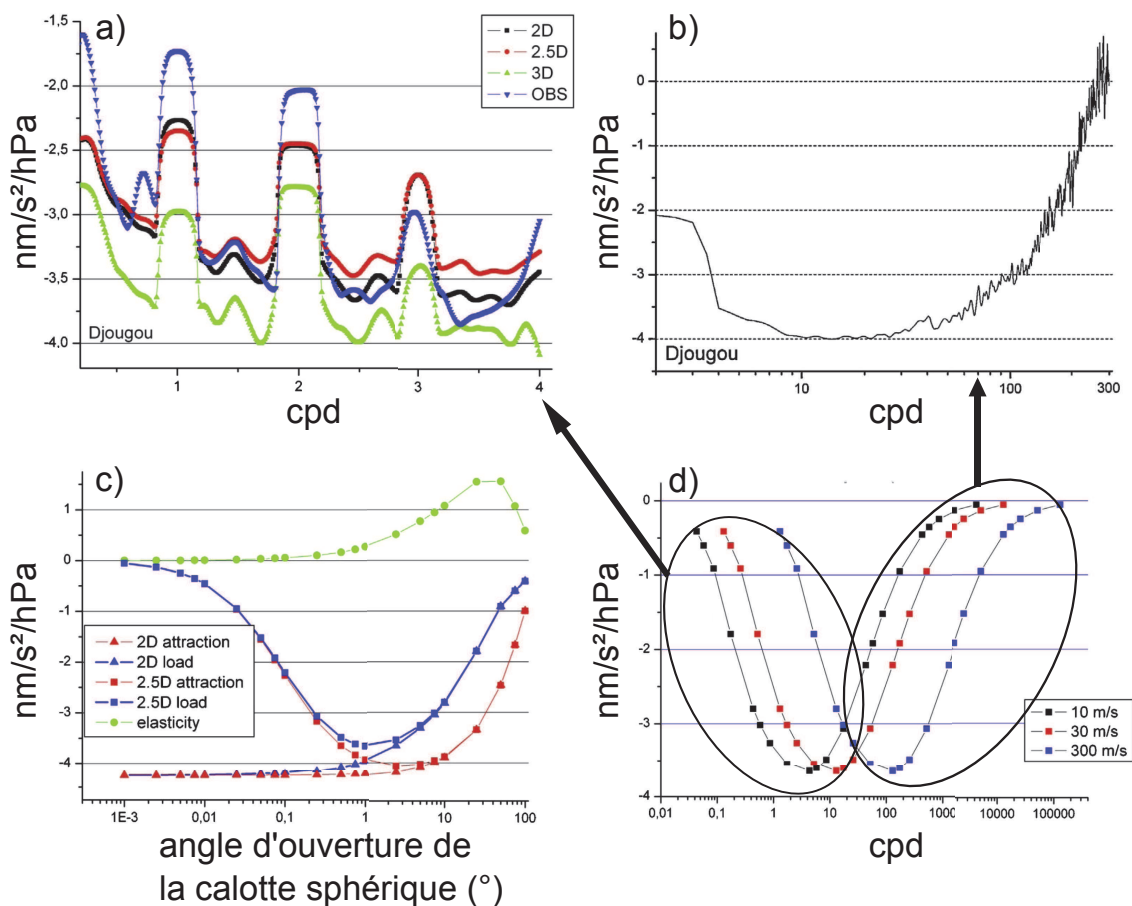 a)
nm/s²/hPa
-1,5
-2,0
-2,5
-3,0
-3,5
-4,0
2D
2.5D
3D
OBS
Djougou
1
2
3
4
cpd
b)
nm/s²/hPa
0
-1
-2
-3
-4
Djougou
10
100
300
cpd
c)
nm/s²/hPa
1
0
-1
-2
-3
-4
2D attraction
2D load
2.5D attraction
2.5D load
elasticity
1E-3
0,01
0,1
1
10
100
angle d'ouverture de
la calotte sphérique (°)
d)
nm/s²/hPa
0
-1
-2
-3
-4
10 m/s
30 m/s
300 m/s
0,01
0,1
1
10
100
1000
10000
100000
cpd